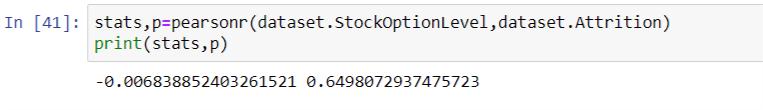 In [41]: stats,p=pearsonr(dataset.StockOptionLevel,dataset.Attrition)
print(stats,p)
-0.006838852403261521 0.6498072937475723